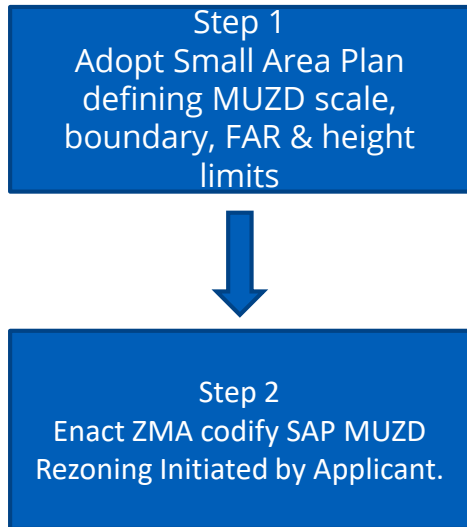 Step 1
Adopt Small Area Plan
defining MUZD scale,
boundary, FAR & height
limits
Step 2
Enact ZMA codify SAP MUZD
Rezoning Initiated by Applicant.